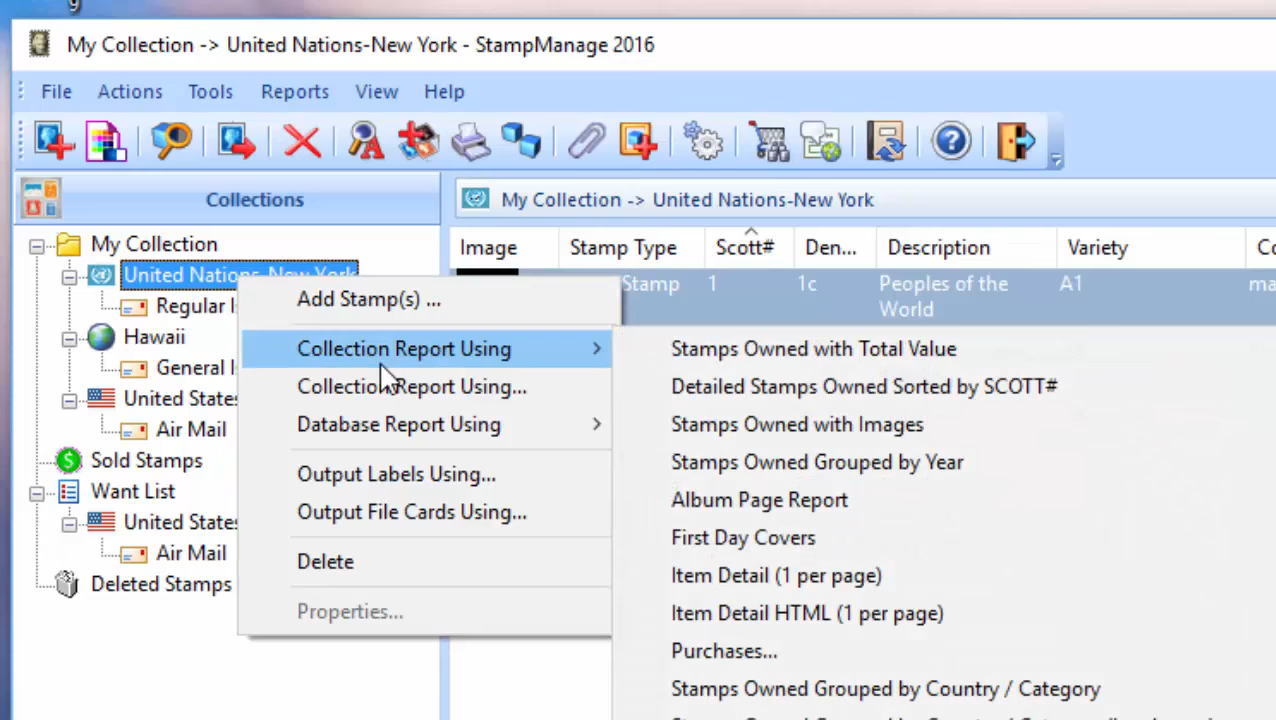 My Collection -> United Nations-New York - StampManage 2016
File Actions Tools Reports View Help
Collections
My Collection -> United Nations-New York
Image Stamp Type Scott# Den... Description Variety
Stamp 1 1c Peoples of the A1
World
My Collection
United Nations-New York
Regular
Hawaii
General
United States
Air Mail
Sold Stamps
Want List
United States
Air Mail
Deleted Stamps
Add Stamp(s) ...
Collection Report Using
Collection Report Using...
Database Report Using
Output Labels Using...
Output File Cards Using...
Delete
Properties...
Stamps Owned with Total Value
Detailed Stamps Owned Sorted by SCOTT#
Stamps Owned with Images
Stamps Owned Grouped by Year
Album Page Report
First Day Covers
Item Detail (1 per page)
Item Detail HTML (1 per page)
Purchases...
Stamps Owned Grouped by Country / Category